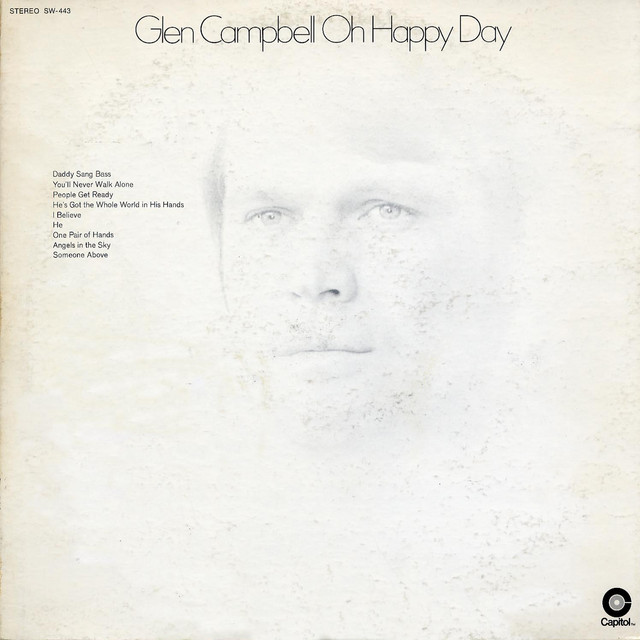 STEREO SW-443
Glen Campbell Oh Happy Day
Daddy Sang Bass
You'll Never Walk Alone
People Get Ready
He's Got the Whole World in His Hands
I Believe
He
One Pair of Hands
Angels in the Sky
Someone Above
Capitol™